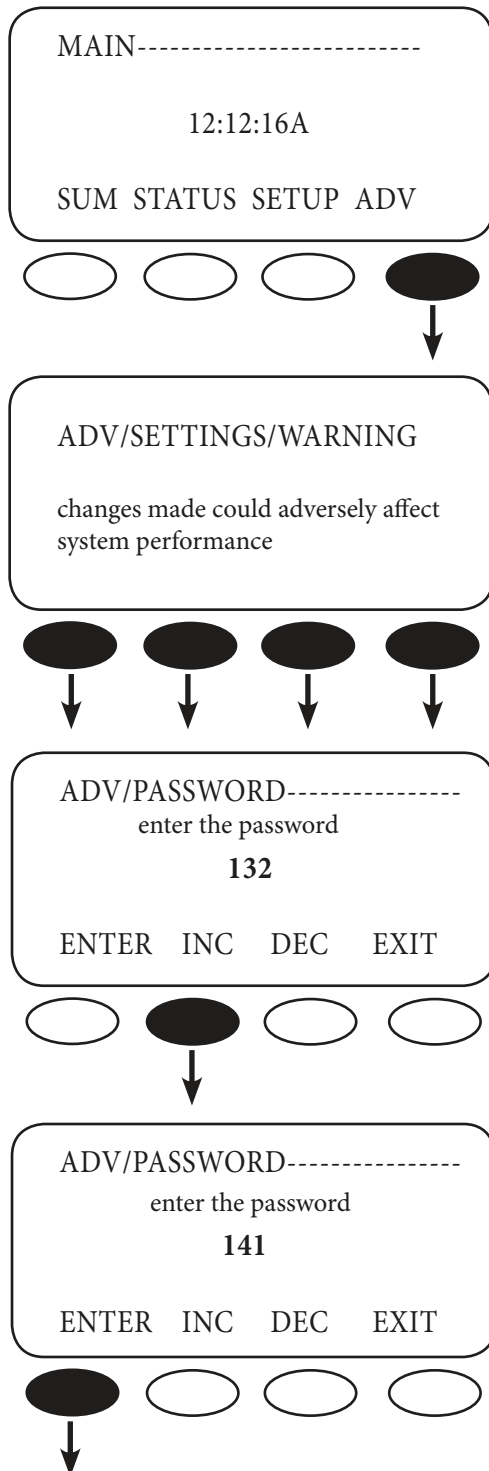 MAIN--------------------------
12:12:16A
SUM STATUS SETUP ADV
ADV/SETTINGS/WARNING
changes made could adversely affect
system performance
ADV/PASSWORD----------------
enter the password
132
ENTER INC DEC EXIT
ADV/PASSWORD----------------
enter the password
141
ENTER INC DEC EXIT